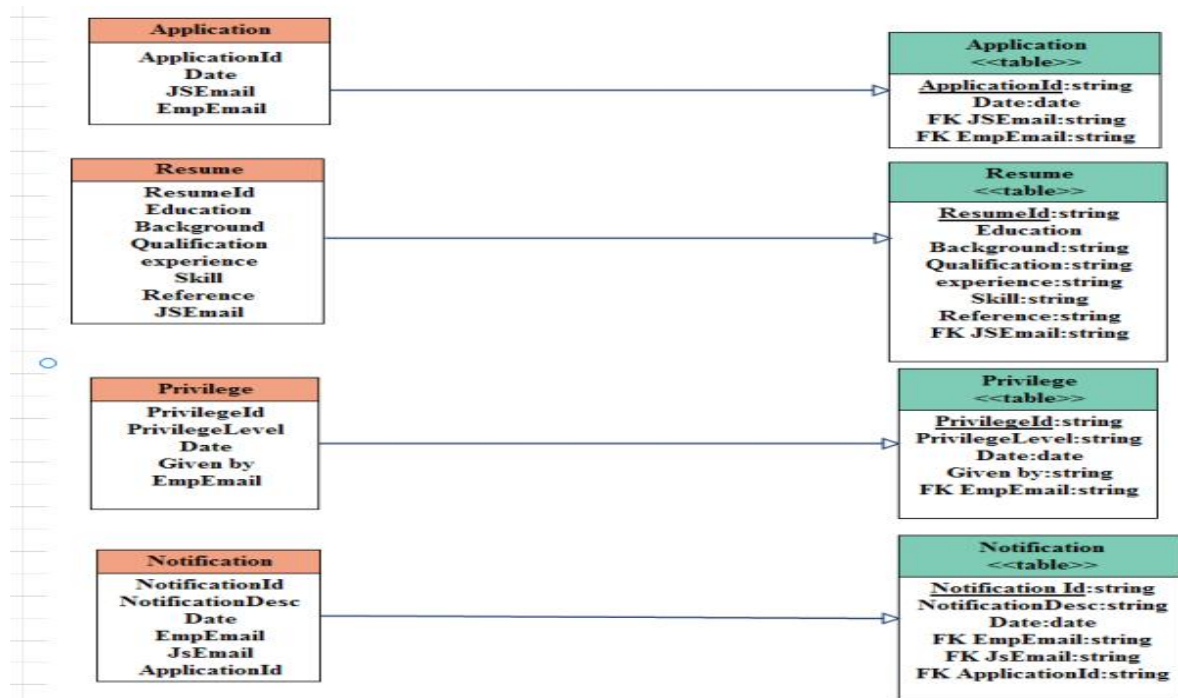 Application
ApplicationId
Date
JSEmail
EmpEmail
Application
<<table>>
ApplicationId:string
Date:date
FK JSEmail:string
FK EmpEmail:string
Resume
ResumeId
Education
Background
Qualification
experience
Skill
Reference
JSEmail
Resume
<<table>>
ResumeId:string
Education
Background:string
Qualification:string
experience:string
Skill:string
Reference:string
FK JSEmail:string
Privilege
PrivilegeId
PrivilegeLevel
Date
Given by
EmpEmail
Privilege
<<table>>
PrivilegeId:string
PrivilegeLevel:string
Date:date
Given by:string
FK EmpEmail:string
Notification
NotificationId
NotificationDesc
Date
EmpEmail
JsEmail
ApplicationId
Notification
<<table>>
Notification Id:string
NotificationDesc:string
Date:date
FK EmpEmail:string
FK JsEmail:string
FK ApplicationId:string